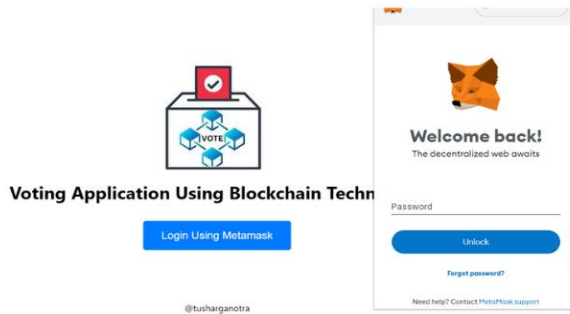 VOTE
Voting Application Using Blockchain Techn
Login Using Metamask
@tusharganotra
Welcome back!
The decentralized web awaits
Password
Unlock
Forgot password?
Need help? Contact MetaMask support